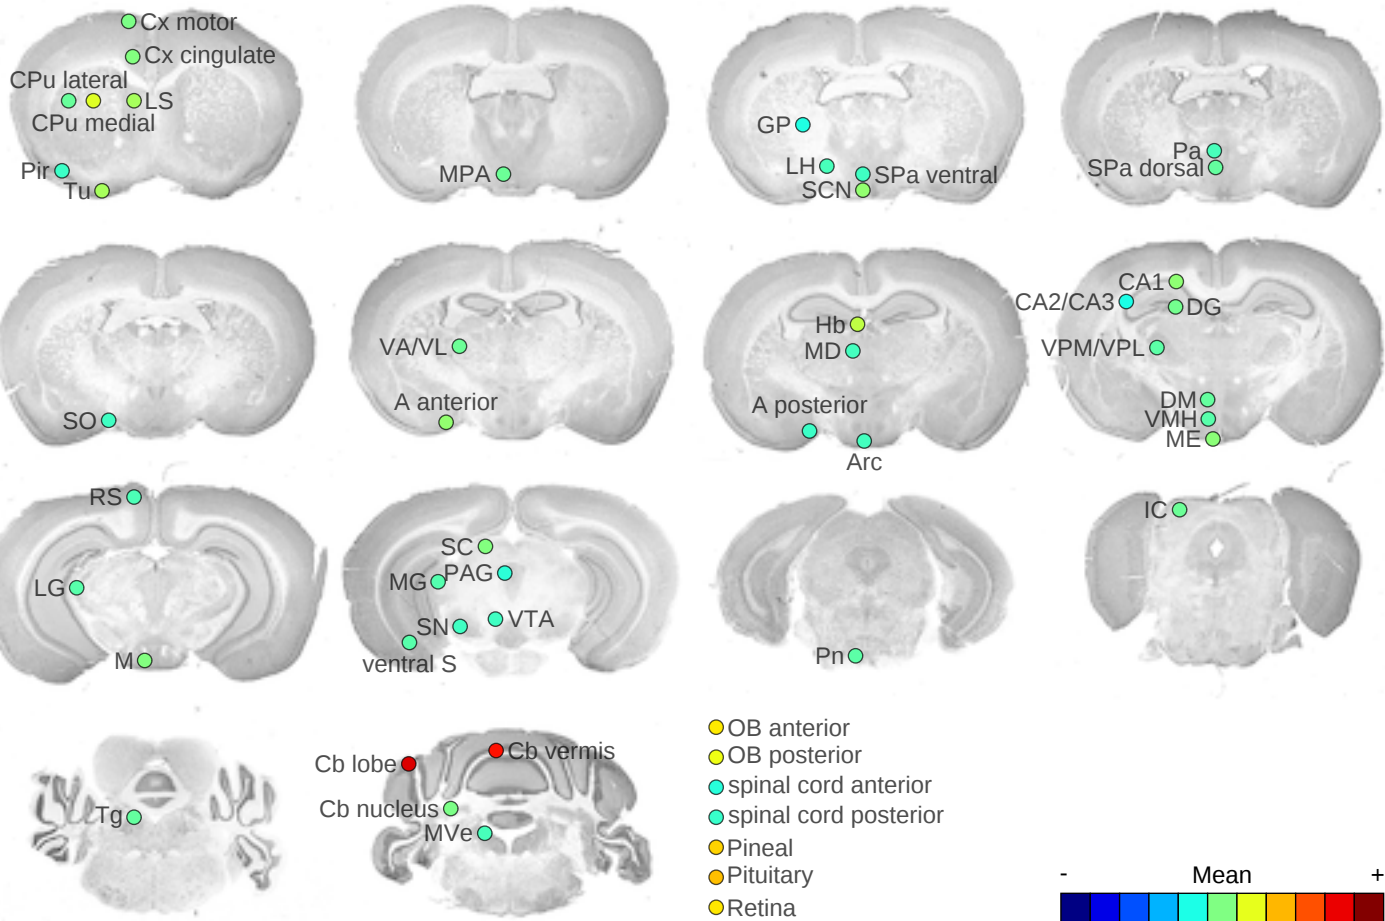 Cx motor
Cx cingulate
CPu lateral
LS
CPu medial
Pir
Tu
MPA
GP
LH
SPa ventral
SCN
Pa
SPa dorsal
SO
VA/VL
A anterior
Hb
MD
A posterior
Arc
CA1
CA2/CA3
DG
VPM/VPL
DM
VMH
ME
RS
LG
M
SC
PAG
MG
VTA
SN
ventral S
Pn
IC
Tg
Cb lobe
Cb vermis
Cb nucleus
MVe
OB anterior
OB posterior
spinal cord anterior
spinal cord posterior
Pineal
Pituitary
Retina
- Mean +